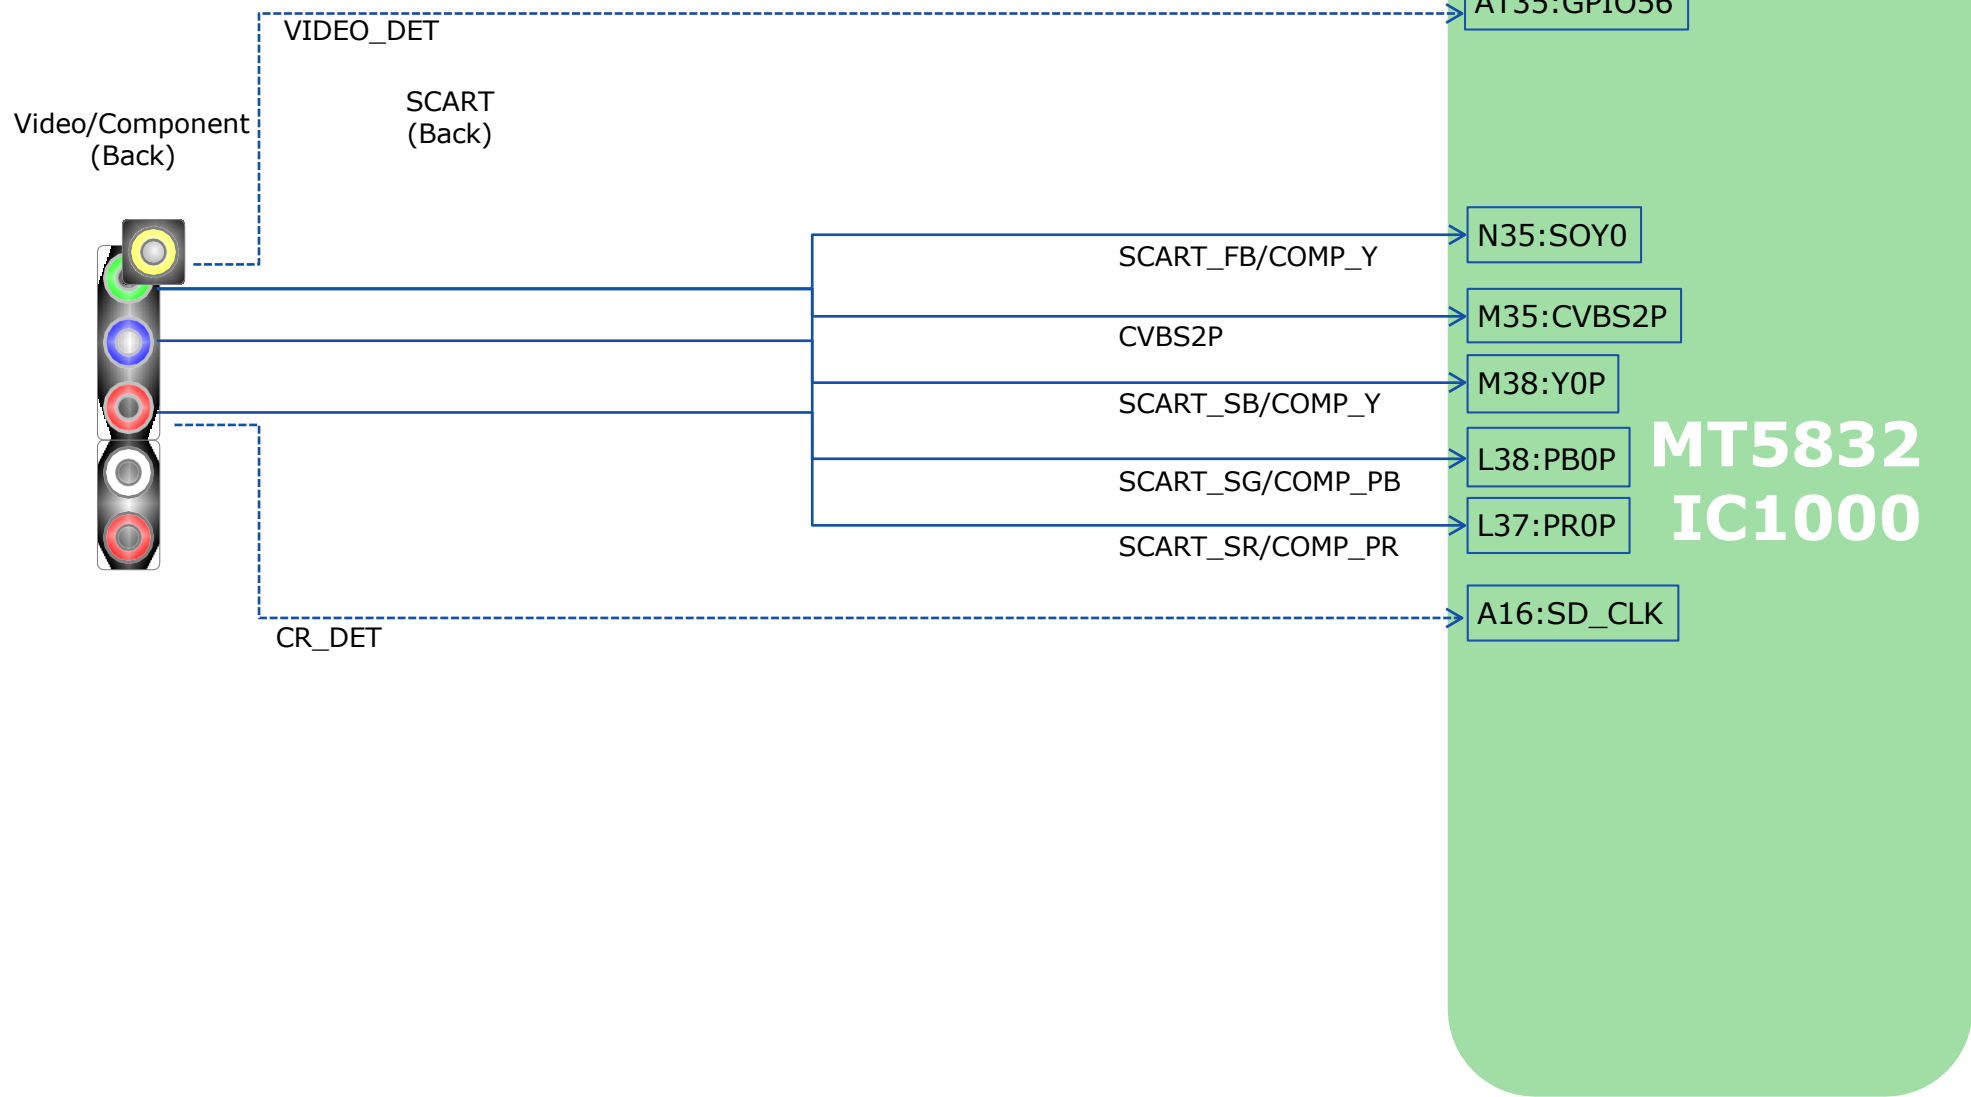 AT35:GPIO56
VIDEO_DET
SCART
(Back)
Video/Component
(Back)
N35:SOY0
SCART_FB/COMP_Y
M35:CVBS2P
CVBS2P
M38:Y0P
SCART_SB/COMP_Y
MT5832
IC1000
L38:PB0P
SCART_SG/COMP_PB
L37:PR0P
SCART_SR/COMP_PR
A16:SD_CLK
CR_DET